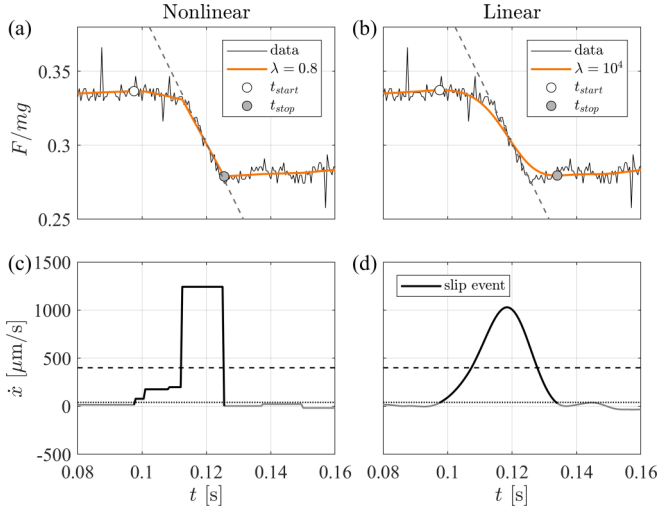 Nonlinear
Linear
(a)
(b)
data
λ = 0.8
t_start
t_stop
data
λ = 10⁴
t_start
t_stop
0.35
0.3
0.25
F/mg
(c)
(d)
1500
1000
500
0
-500
ẋ [μm/s]
slip event
0.08
0.1
0.12
0.14
0.16
t [s]
0.08
0.1
0.12
0.14
0.16
t [s]